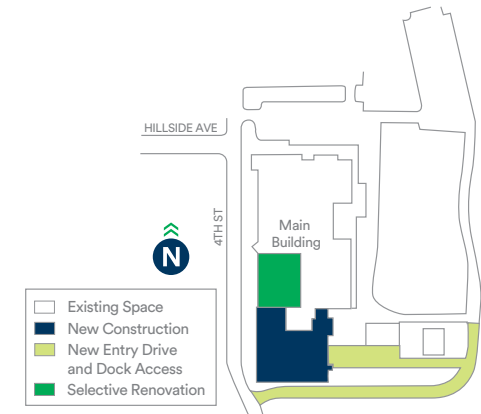 HILLSIDE AVE
4TH ST
Main
Building
N
Existing Space
New Construction
New Entry Drive
and Dock Access
Selective Renovation